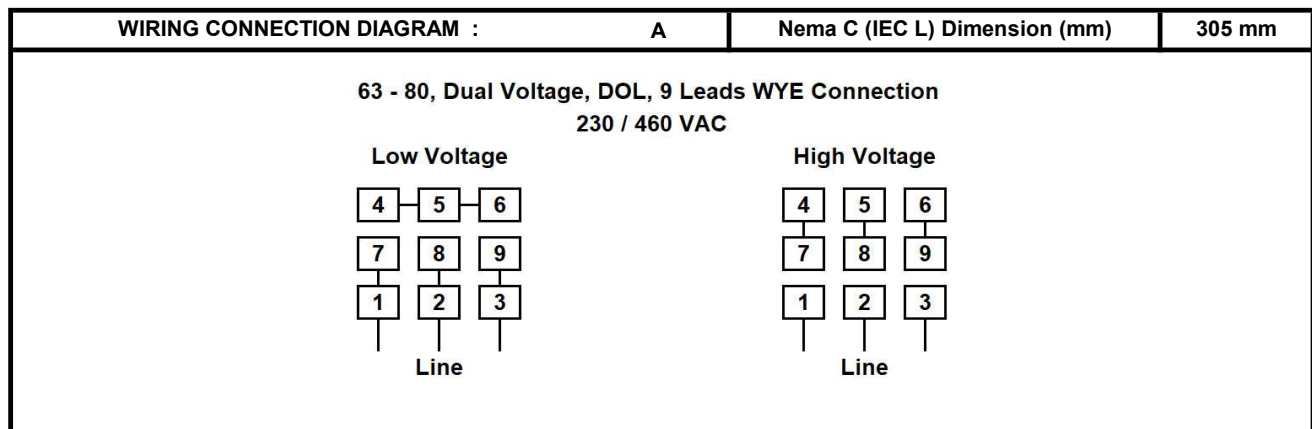 WIRING CONNECTION DIAGRAM : A Nema C (IEC L) Dimension (mm) 305 mm
63 - 80, Dual Voltage, DOL, 9 Leads WYE Connection
230 / 460 VAC
Low Voltage High Voltage
4 5 6 4 5 6
7 8 9 7 8 9
1 2 3 1 2 3
Line Line